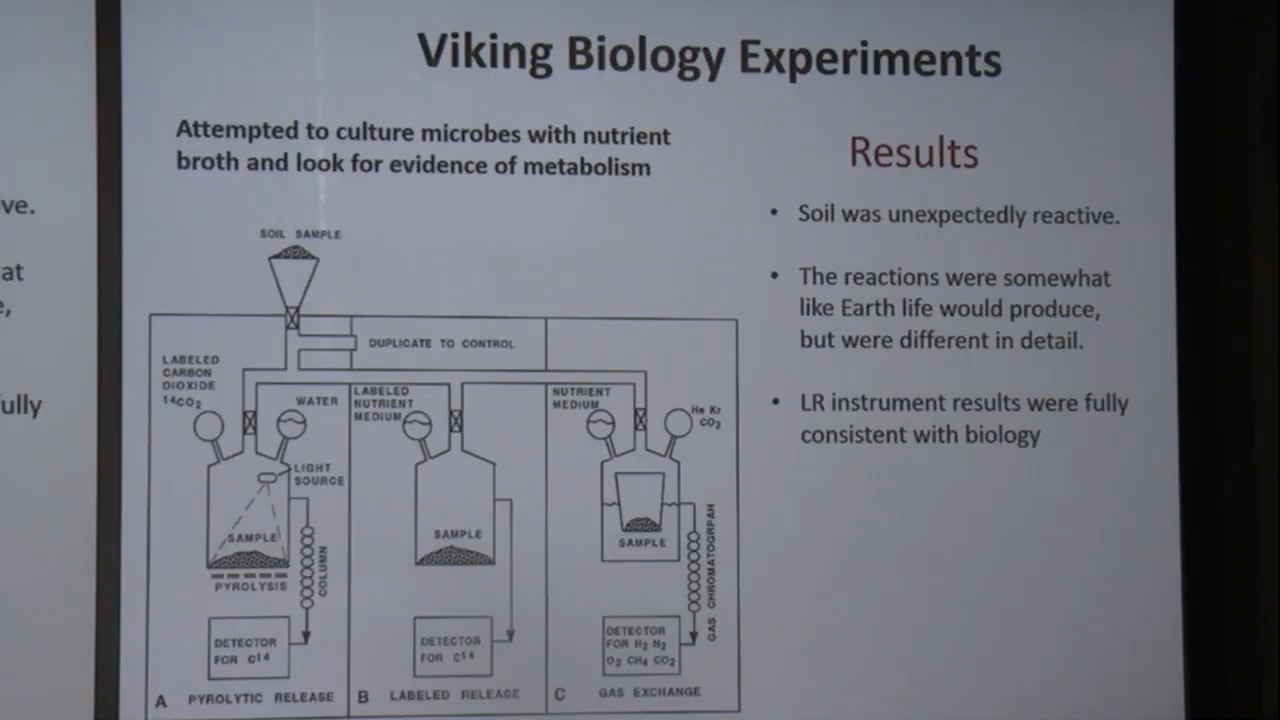 Viking Biology Experiments
Attempted to culture microbes with nutrient
broth and look for evidence of metabolism
Results
• Soil was unexpectedly reactive.
• The reactions were somewhat
like Earth life would produce,
but were different in detail.
• LR instrument results were fully
consistent with biology
ve.
at
e,
ully
SOIL SAMPLE
DUPLICATE TO CONTROL
LABELED
CARBON
DIOXIDE
14CO2
WATER
LIGHT
SOURCE
SAMPLE
PYROLYSIS
COLUMN
DETECTOR
FOR C14
A PYROLYTIC RELEASE
LABELED
NUTRIENT
MEDIUM
SAMPLE
DETECTOR
FOR C14
B LABELED RELEASE
NUTRIENT
MEDIUM
He Kr
CO2
SAMPLE
GAS CHROMATOGRPAH
DETECTOR
FOR H2 N2
O2 CH4 CO2
C GAS EXCHANGE